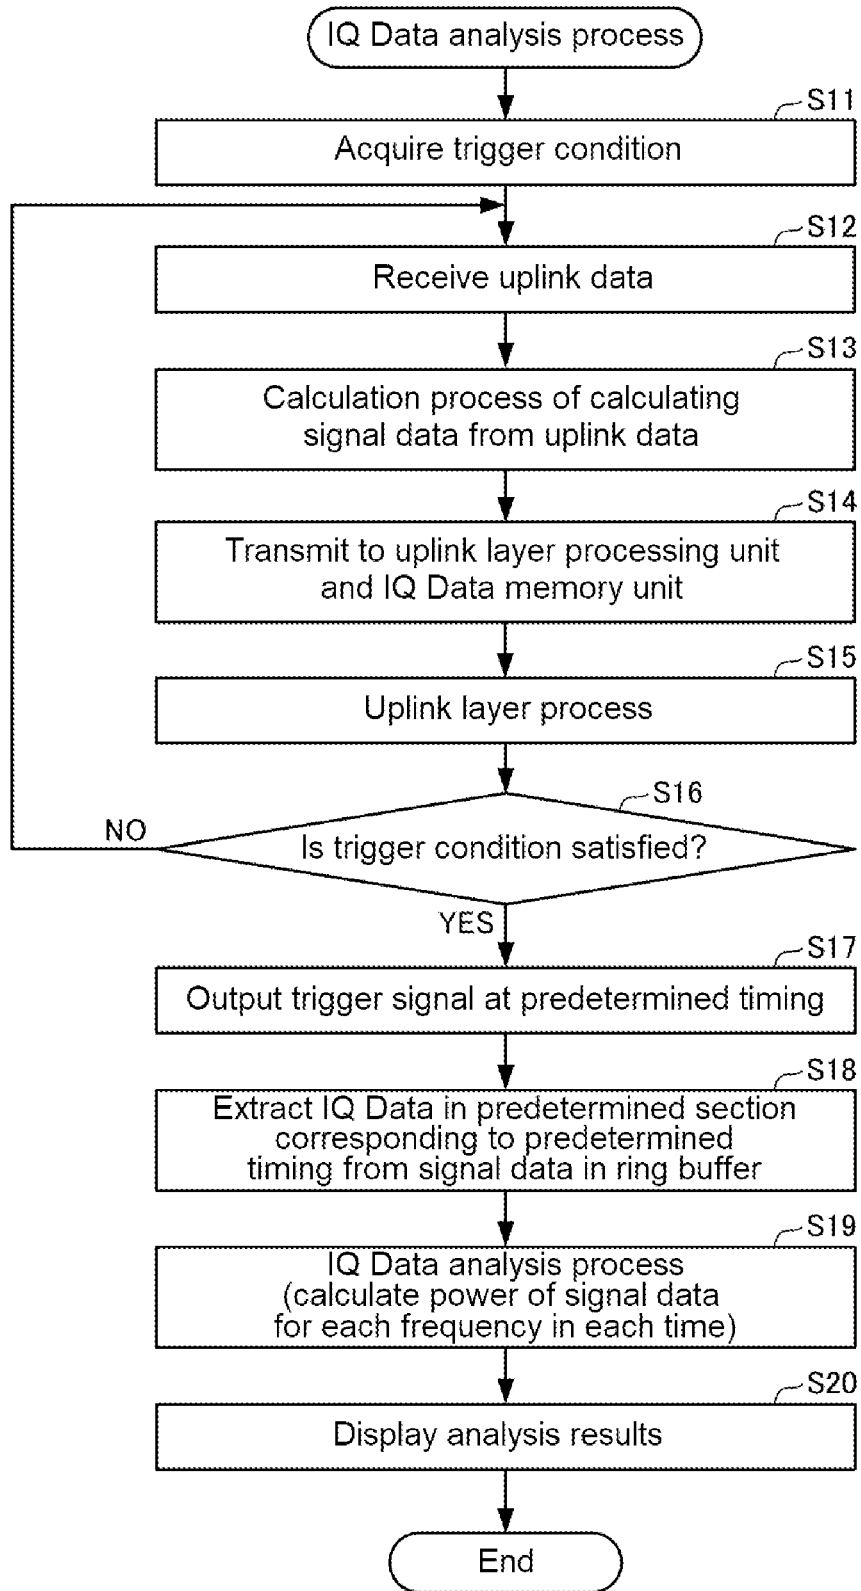 IQ Data analysis process
S11
Acquire trigger condition
S12
Receive uplink data
S13
Calculation process of calculating
signal data from uplink data
S14
Transmit to uplink layer processing unit
and IQ Data memory unit
S15
Uplink layer process
S16
NO
Is trigger condition satisfied?
YES
S17
Output trigger signal at predetermined timing
S18
Extract IQ Data in predetermined section
corresponding to predetermined
timing from signal data in ring buffer
S19
IQ Data analysis process
(calculate power of signal data
for each frequency in each time)
S20
Display analysis results
End